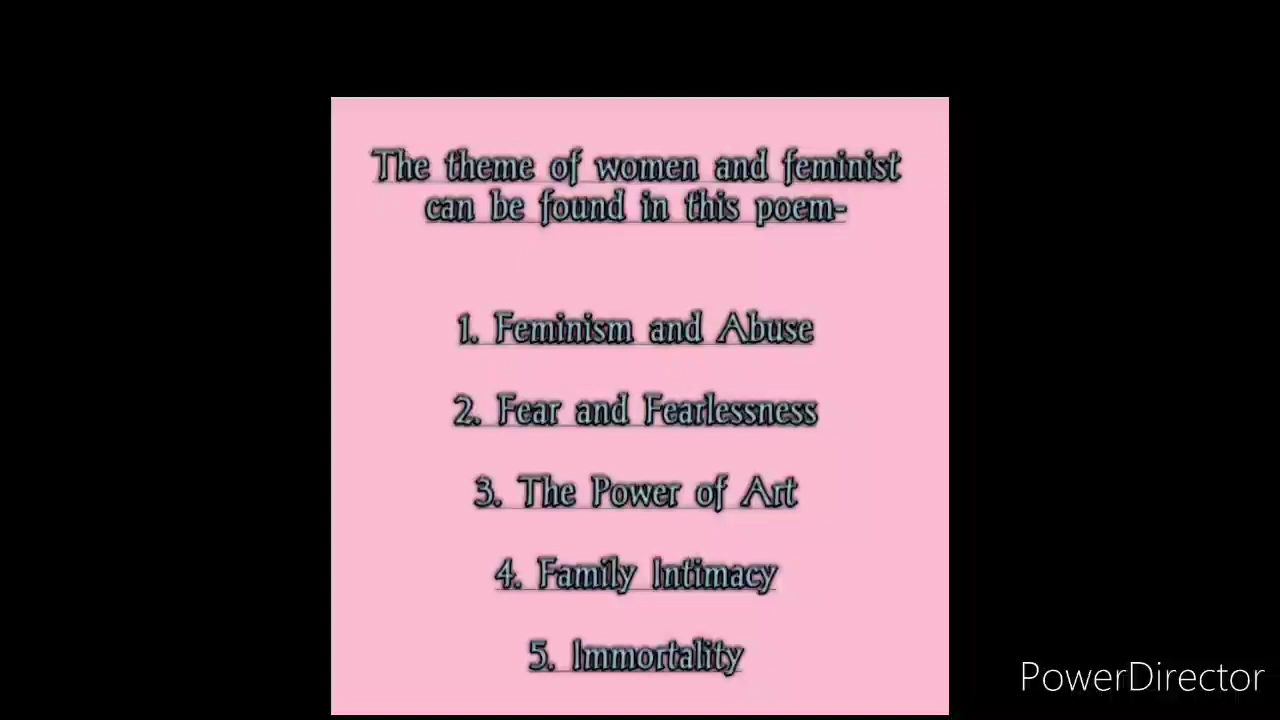 The theme of women and feminist
can be found in this poem-
1. Feminism and Abuse
2. Fear and Fearlessness
3. The Power of Art
4. Family Intimacy
5. Immortality
PowerDirector